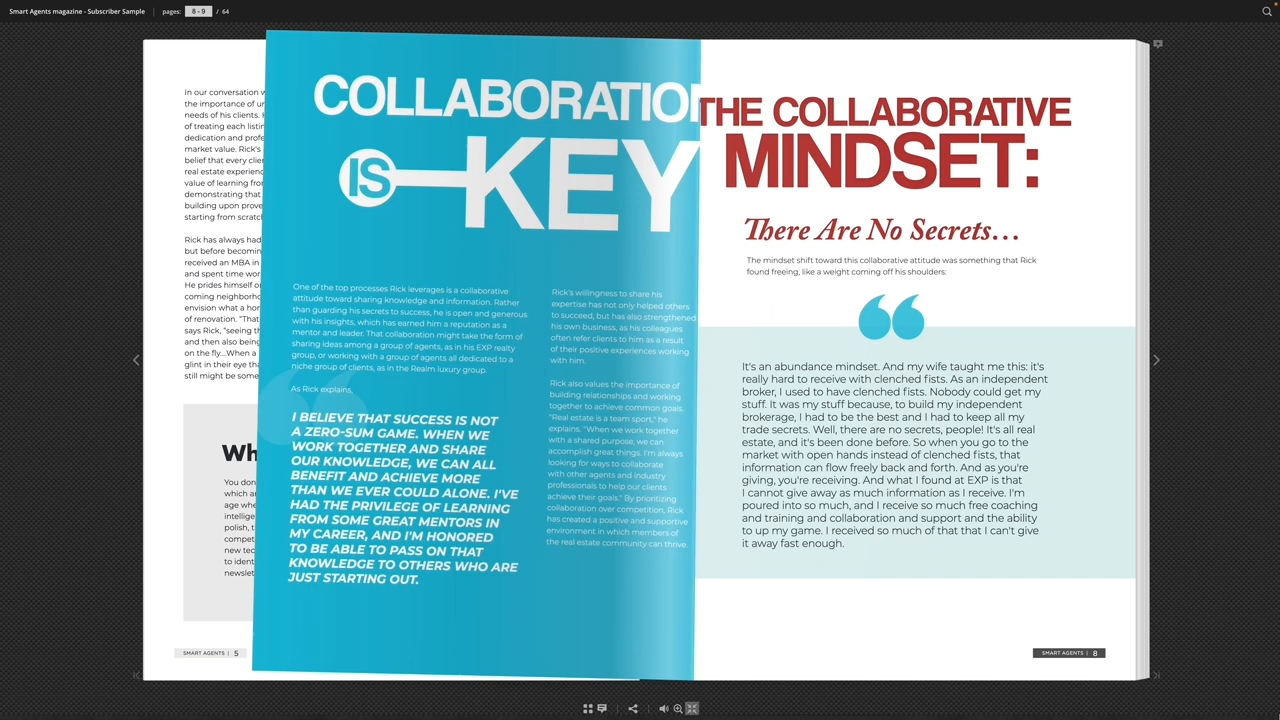 Smart Agents magazine - Subscriber Sample
pages:
8 - 9
/ 64
In our conversation
the importance of
needs of his clients.
of treating each
dedication and
market value. Rick's
belief that every
real estate
value of learning
demonstrating that
building upon
starting from
Rick has always had
but before
received an MBA in
and spent time
He prides himself
coming
envision what a
of renovation. "That
says Rick, "seeing
and then also being
on the fly...When a
glint in their eye
still might be some
You don
which
age
polish,
new
to
SMART AGENTS | 5
COLLABORATION
IS
KEY
One of the top processes Rick leverages is a collaborative
attitude toward sharing knowledge and information. Rather
than guarding his secrets to success, he is open and generous
with his insights, which has earned him a reputation as a
mentor and leader. That collaboration might take the form of
sharing ideas among a group of agents, as in his EXP realty
group, or working with a group of agents all dedicated to a
niche group of clients, as in the Realm luxury group.
As Rick explains,
I BELIEVE THAT SUCCESS IS NOT
A ZERO-SUM GAME. WHEN WE
WORK TOGETHER AND SHARE
OUR KNOWLEDGE, WE CAN ALL
BENEFIT AND ACHIEVE MORE
THAN WE EVER COULD ALONE. I'VE
HAD THE PRIVILEGE OF LEARNING
FROM SOME GREAT MENTORS IN
MY CAREER, AND I'M HONORED
TO BE ABLE TO PASS ON THAT
KNOWLEDGE TO OTHERS WHO ARE
JUST STARTING OUT.
Rick's willingness to share his
expertise has not only helped others
to succeed, but has also strengthened
his own business, as his colleagues
often refer clients to him as a result
of their positive experiences working
with him.
Rick also values the importance of
building relationships and working
together to achieve common goals.
"Real estate is a team sport," he
explains. "When we work together
with a shared purpose, we can
accomplish great things. I'm always
looking for ways to collaborate
with other agents and industry
professionals to help our clients
achieve their goals." By prioritizing
collaboration over competition, Rick
has created a positive and supportive
environment in which members of
the real estate community can thrive.
THE COLLABORATIVE
MINDSET:
There Are No Secrets...
The mindset shift toward this collaborative attitude was something that Rick
found freeing, like a weight coming off his shoulders:
It's an abundance mindset. And my wife taught me this: it's
really hard to receive with clenched fists. As an independent
broker, I used to have clenched fists. Nobody could get my
stuff. It was my stuff because, to build my independent
brokerage, I had to be the best and I had to keep all my
trade secrets. Well, there are no secrets, people! It's all real
estate, and it's been done before. So when you go to the
market with open hands instead of clenched fists, that
information can flow freely back and forth. And as you're
giving, you're receiving. And what I found at EXP is that
I cannot give away as much information as I receive. I'm
poured into so much, and I receive so much free coaching
and training and collaboration and support and the ability
to up my game. I received so much of that that I can't give
it away fast enough.
SMART AGENTS | 8